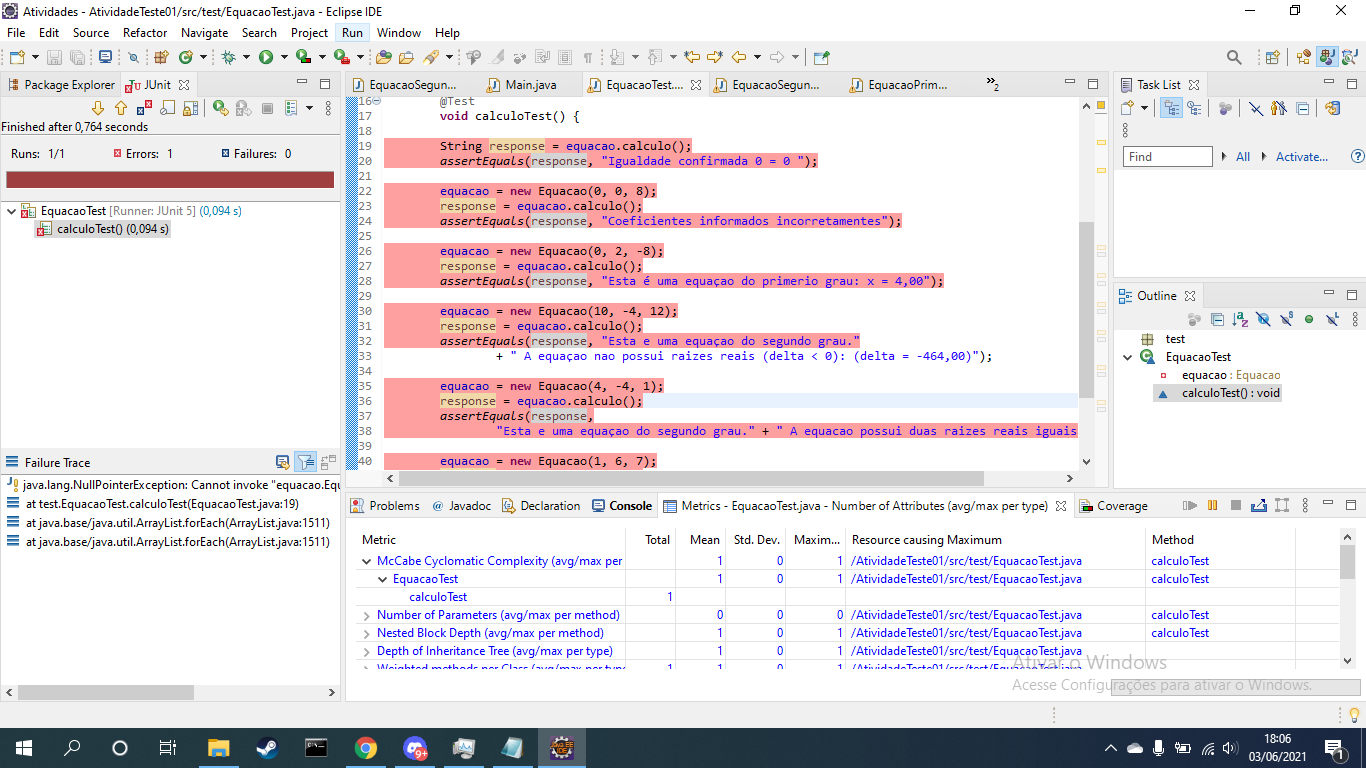 Atividades - AtividadeTeste01/src/test/EquacaoTest.java - Eclipse IDE
File Edit Source Refactor Navigate Search Project Run Window Help
Package Explorer JUnit
Finished after 0,764 seconds
Runs: 1/1 Errors: 1 Failures: 0
EquacaoTest [Runner: JUnit 5] (0,094 s)
calculoTest() (0,094 s)
Failure Trace
java.lang.NullPointerException: Cannot invoke "equacao.Equ
at test.EquacaoTest.calculoTest(EquacaoTest.java:19)
at java.base/java.util.ArrayList.forEach(ArrayList.java:1511)
at java.base/java.util.ArrayList.forEach(ArrayList.java:1511)
EquacaoSegun... Main.java EquacaoTest.... EquacaoSegun... EquacaoPrim... »2
16 @Test
17 void calculoTest() {
18
19 String response = equacao.calculo();
20 assertEquals(response, "Igualdade confirmada 0 = 0 ");
21
22 equacao = new Equacao(0, 0, 8);
23 response = equacao.calculo();
24 assertEquals(response, "Coeficientes informados incorretamentes");
25
26 equacao = new Equacao(0, 2, -8);
27 response = equacao.calculo();
28 assertEquals(response, "Esta é uma equaçao do primerio grau: x = 4,00");
29
30 equacao = new Equacao(10, -4, 12);
31 response = equacao.calculo();
32 assertEquals(response, "Esta e uma equaçao do segundo grau."
33 + " A equaçao nao possui raizes reais (delta < 0): (delta = -464,00)");
34
35 equacao = new Equacao(4, -4, 1);
36 response = equacao.calculo();
37 assertEquals(response,
38 "Esta e uma equaçao do segundo grau." + " A equacao possui duas raizes reais iguais
39
40 equacao = new Equacao(1, 6, 7);
Task List
Find All Activate...
Outline
test
EquacaoTest
equacao : Equacao
calculoTest() : void
Problems @ Javadoc Declaration Console Metrics - EquacaoTest.java - Number of Attributes (avg/max per type) Coverage
Metric Total Mean Std. Dev. Maxim... Resource causing Maximum Method
McCabe Cyclomatic Complexity (avg/max per 1 0 1 /AtividadeTeste01/src/test/EquacaoTest.java calculoTest
EquacaoTest 1 0 1 /AtividadeTeste01/src/test/EquacaoTest.java calculoTest
calculoTest 1
Number of Parameters (avg/max per method) 0 0 0 /AtividadeTeste01/src/test/EquacaoTest.java calculoTest
Nested Block Depth (avg/max per method) 1 0 1 /AtividadeTeste01/src/test/EquacaoTest.java calculoTest
Depth of Inheritance Tree (avg/max per type) 1 0 1 /AtividadeTeste01/src/test/EquacaoTest.java
Weighted methods per Class (avg/max per type 1 1 0 1 /AtividadeTeste01/src/test/EquacaoTest.java
Ativar o Windows
Acesse Configurações para ativar o Windows.
9+
JAVA EE
IDE
18:06
03/06/2021
1